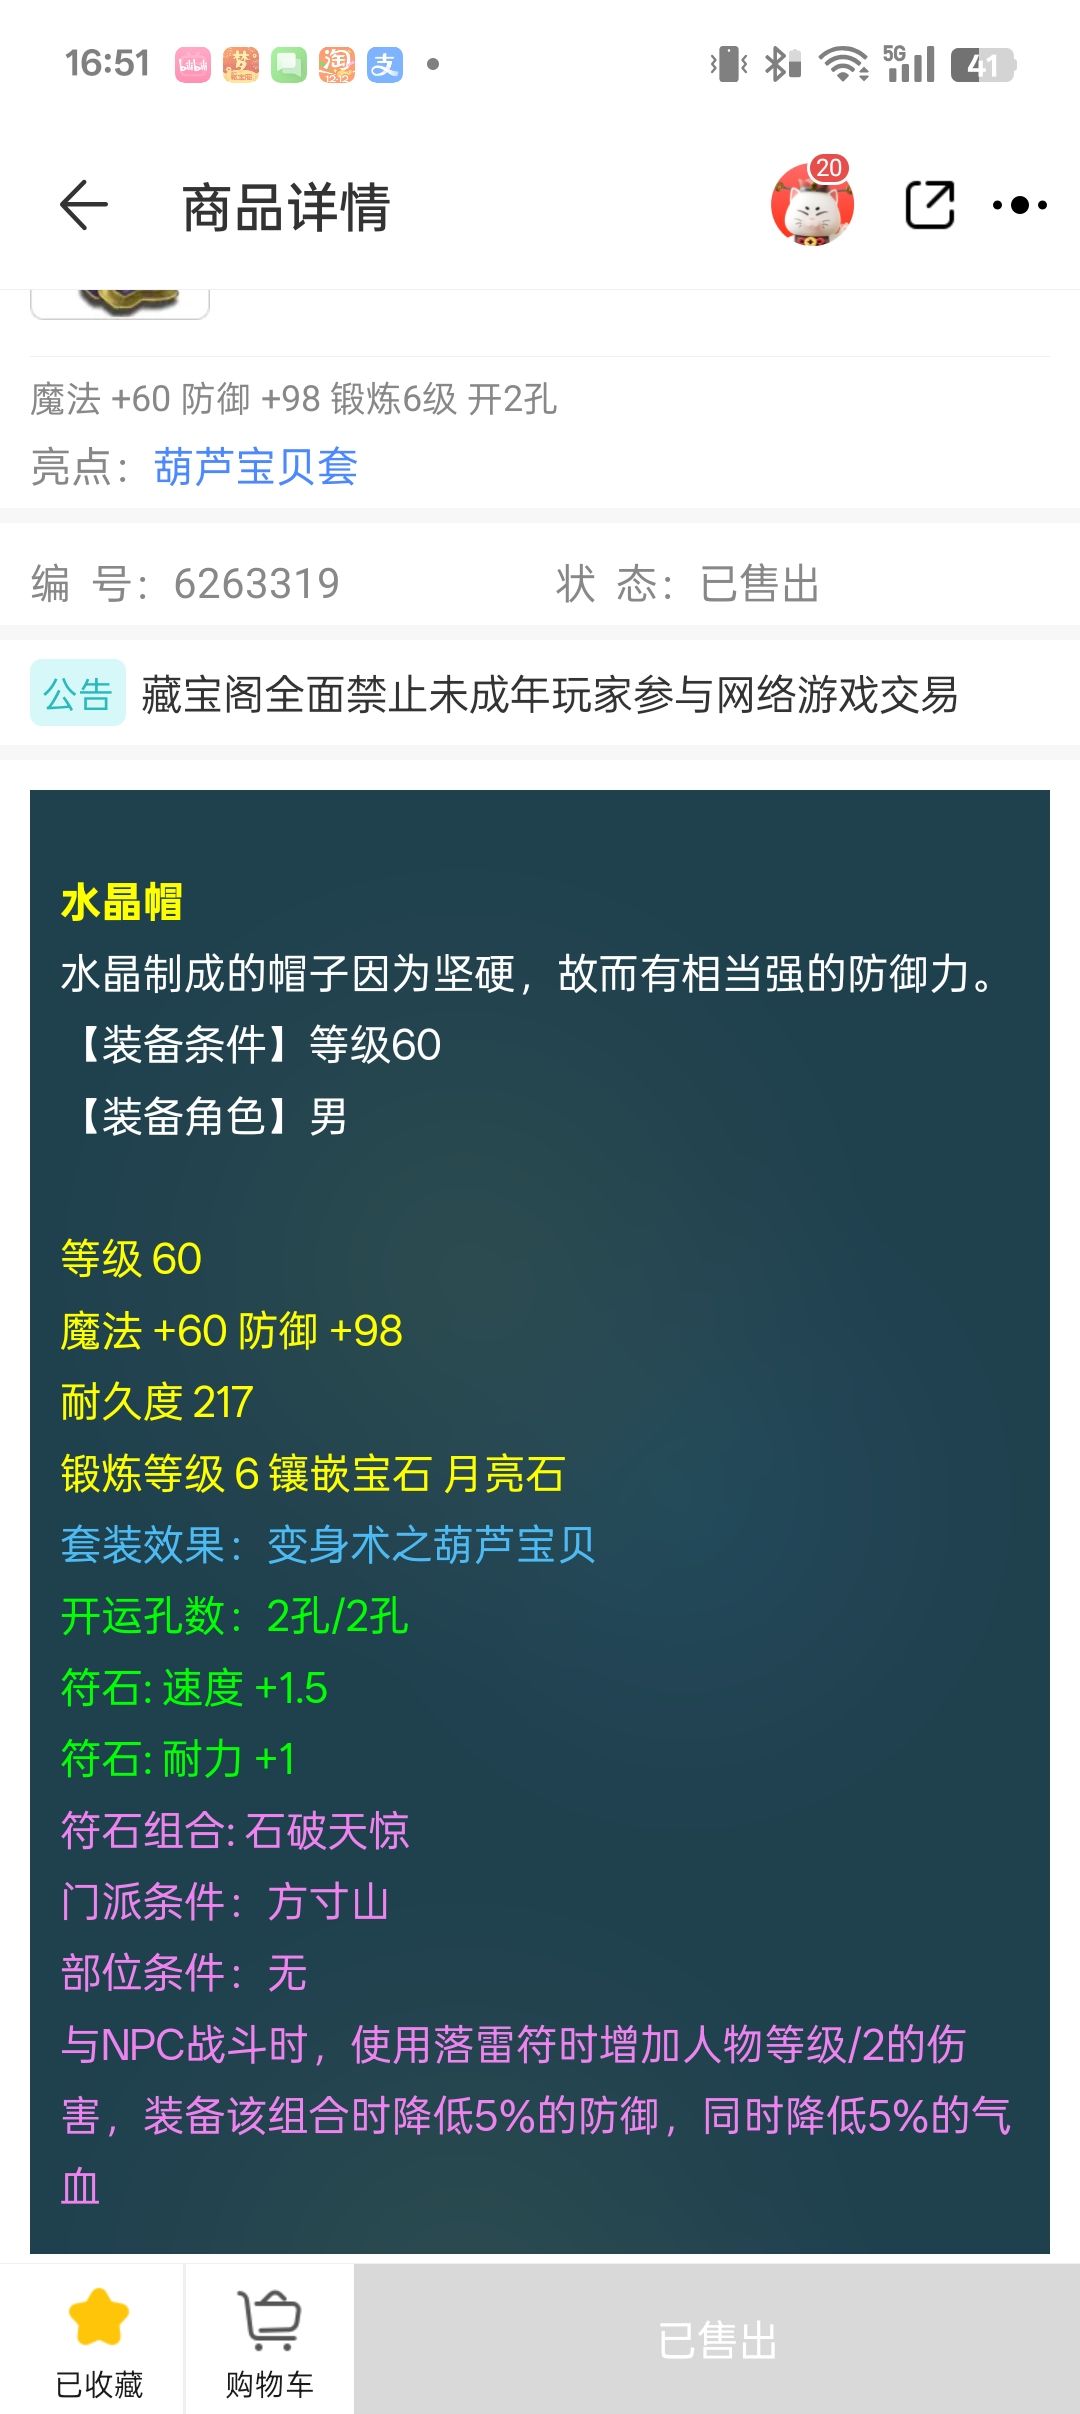 16:51
bilibili
梦
淘
12.12
支
5G
41
商品详情
20
魔法 +60 防御 +98 锻炼6级 开2孔
亮点：葫芦宝贝套
编 号：6263319
状 态：已售出
公告 藏宝阁全面禁止未成年玩家参与网络游戏交易
水晶帽
水晶制成的帽子因为坚硬，故而有相当强的防御力。
【装备条件】等级60
【装备角色】男
等级 60
魔法 +60 防御 +98
耐久度 217
锻炼等级 6 镶嵌宝石 月亮石
套装效果：变身术之葫芦宝贝
开运孔数：2孔/2孔
符石: 速度 +1.5
符石: 耐力 +1
符石组合: 石破天惊
门派条件：方寸山
部位条件：无
与NPC战斗时，使用落雷符时增加人物等级/2的伤
害，装备该组合时降低5%的防御，同时降低5%的气
血
已收藏
购物车
已售出